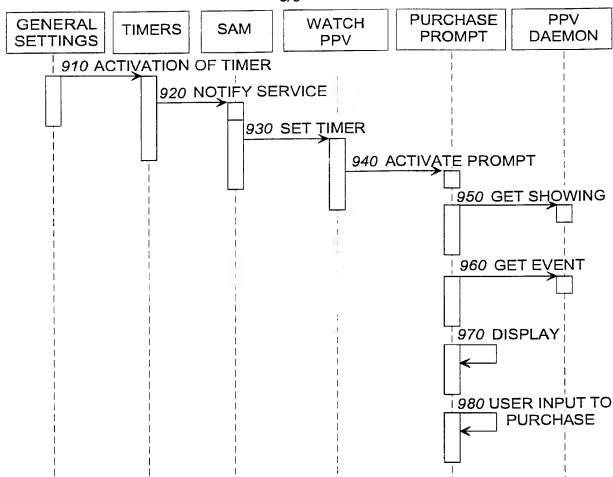 GENERAL SETTINGS
TIMERS
SAM
WATCH PPV
PURCHASE PROMPT
PPV DAEMON
910 ACTIVATION OF TIMER
920 NOTIFY SERVICE
930 SET TIMER
940 ACTIVATE PROMPT
950 GET SHOWING
960 GET EVENT
970 DISPLAY
980 USER INPUT TO
PURCHASE